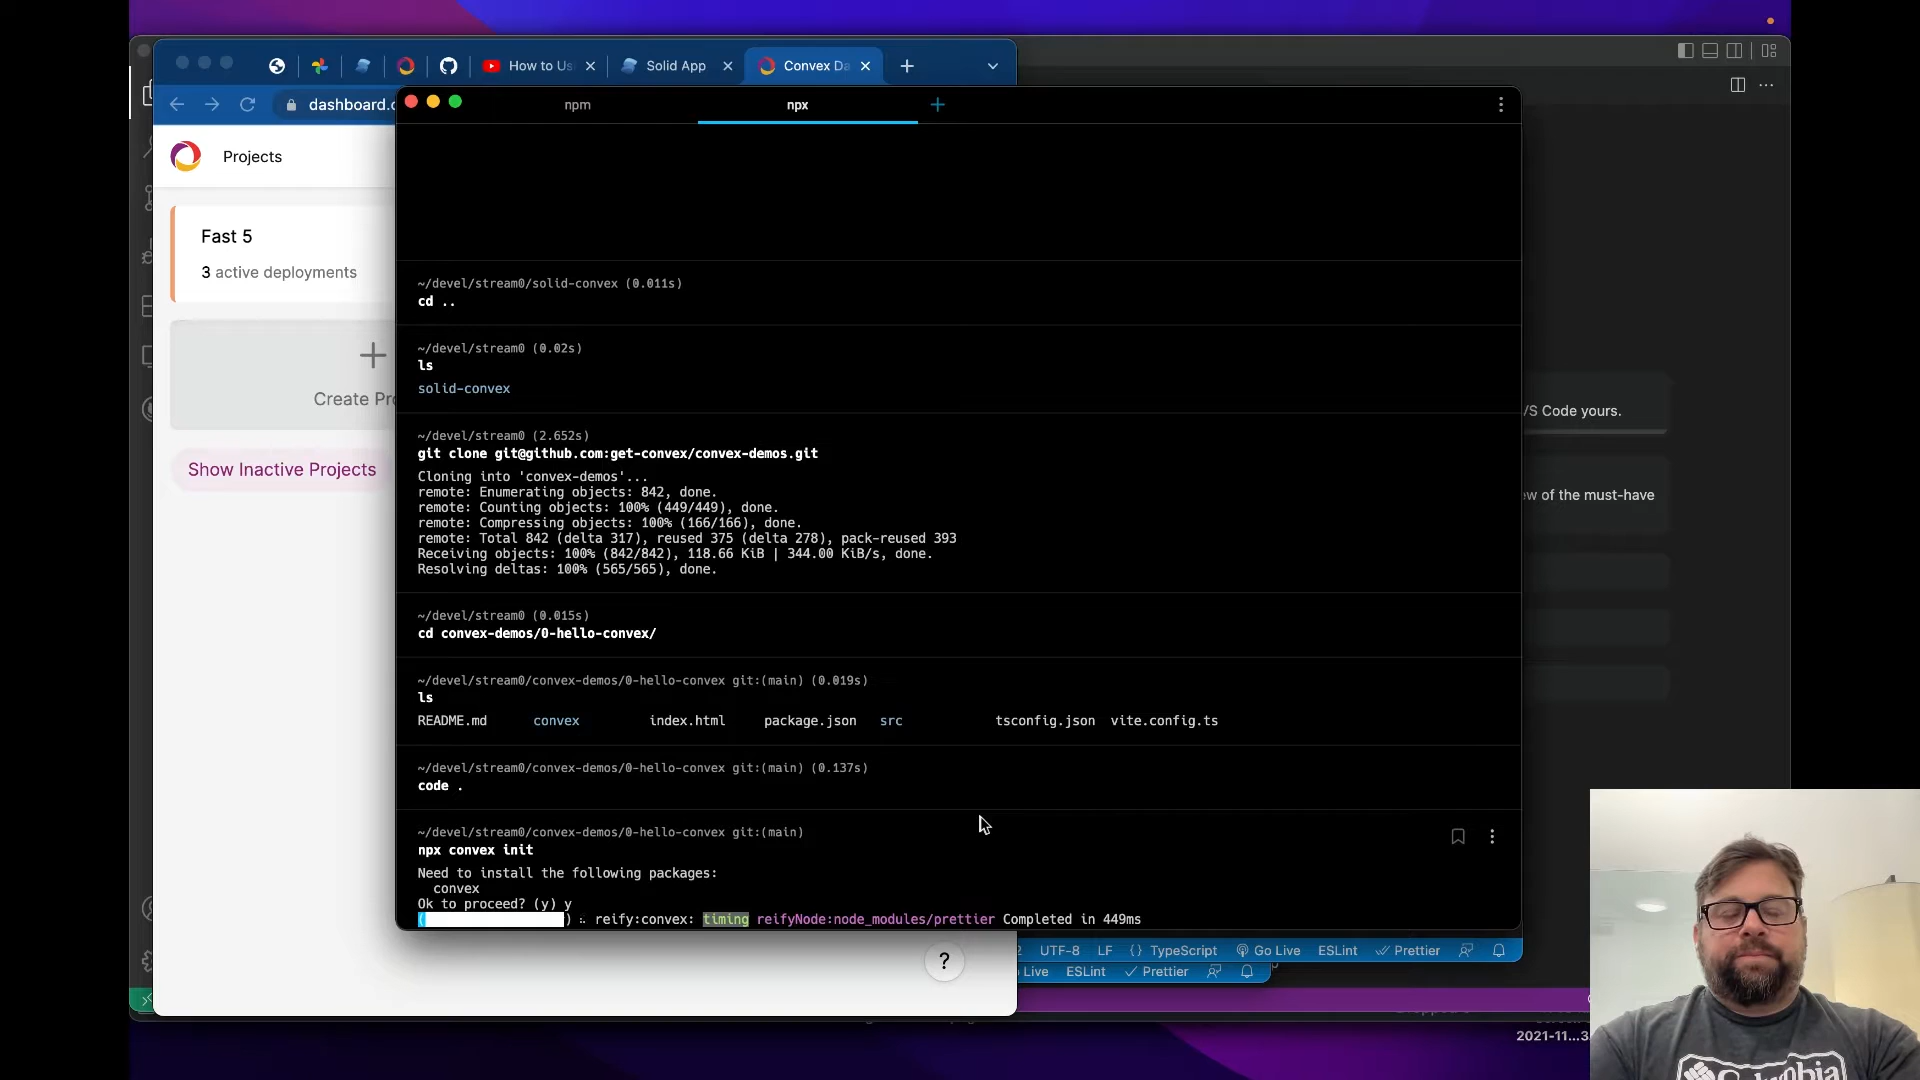 How to Us
Solid App
Convex Da
dashboard.c
npm
npx
Projects
Fast 5
3 active deployments
Create Pro
Show Inactive Projects
~/devel/stream0/solid-convex (0.011s)
cd ..
~/devel/stream0 (0.02s)
ls
solid-convex
~/devel/stream0 (2.652s)
git clone git@github.com:get-convex/convex-demos.git
Cloning into 'convex-demos'...
remote: Enumerating objects: 842, done.
remote: Counting objects: 100% (449/449), done.
remote: Compressing objects: 100% (166/166), done.
remote: Total 842 (delta 317), reused 375 (delta 278), pack-reused 393
Receiving objects: 100% (842/842), 118.66 KiB | 344.00 KiB/s, done.
Resolving deltas: 100% (565/565), done.
~/devel/stream0 (0.015s)
cd convex-demos/0-hello-convex/
~/devel/stream0/convex-demos/0-hello-convex git:(main) (0.019s)
ls
README.md convex index.html package.json src tsconfig.json vite.config.ts
~/devel/stream0/convex-demos/0-hello-convex git:(main) (0.137s)
code .
~/devel/stream0/convex-demos/0-hello-convex git:(main)
npx convex init
Need to install the following packages:
convex
Ok to proceed? (y) y
( ) ⠦ reify:convex: timing reifyNode:node_modules/prettier Completed in 449ms
/S Code yours.
ew of the must-have
2 UTF-8 LF {} TypeScript Go Live ESLint Prettier
Live ESLint Prettier
?
2021-11...3
Columbia